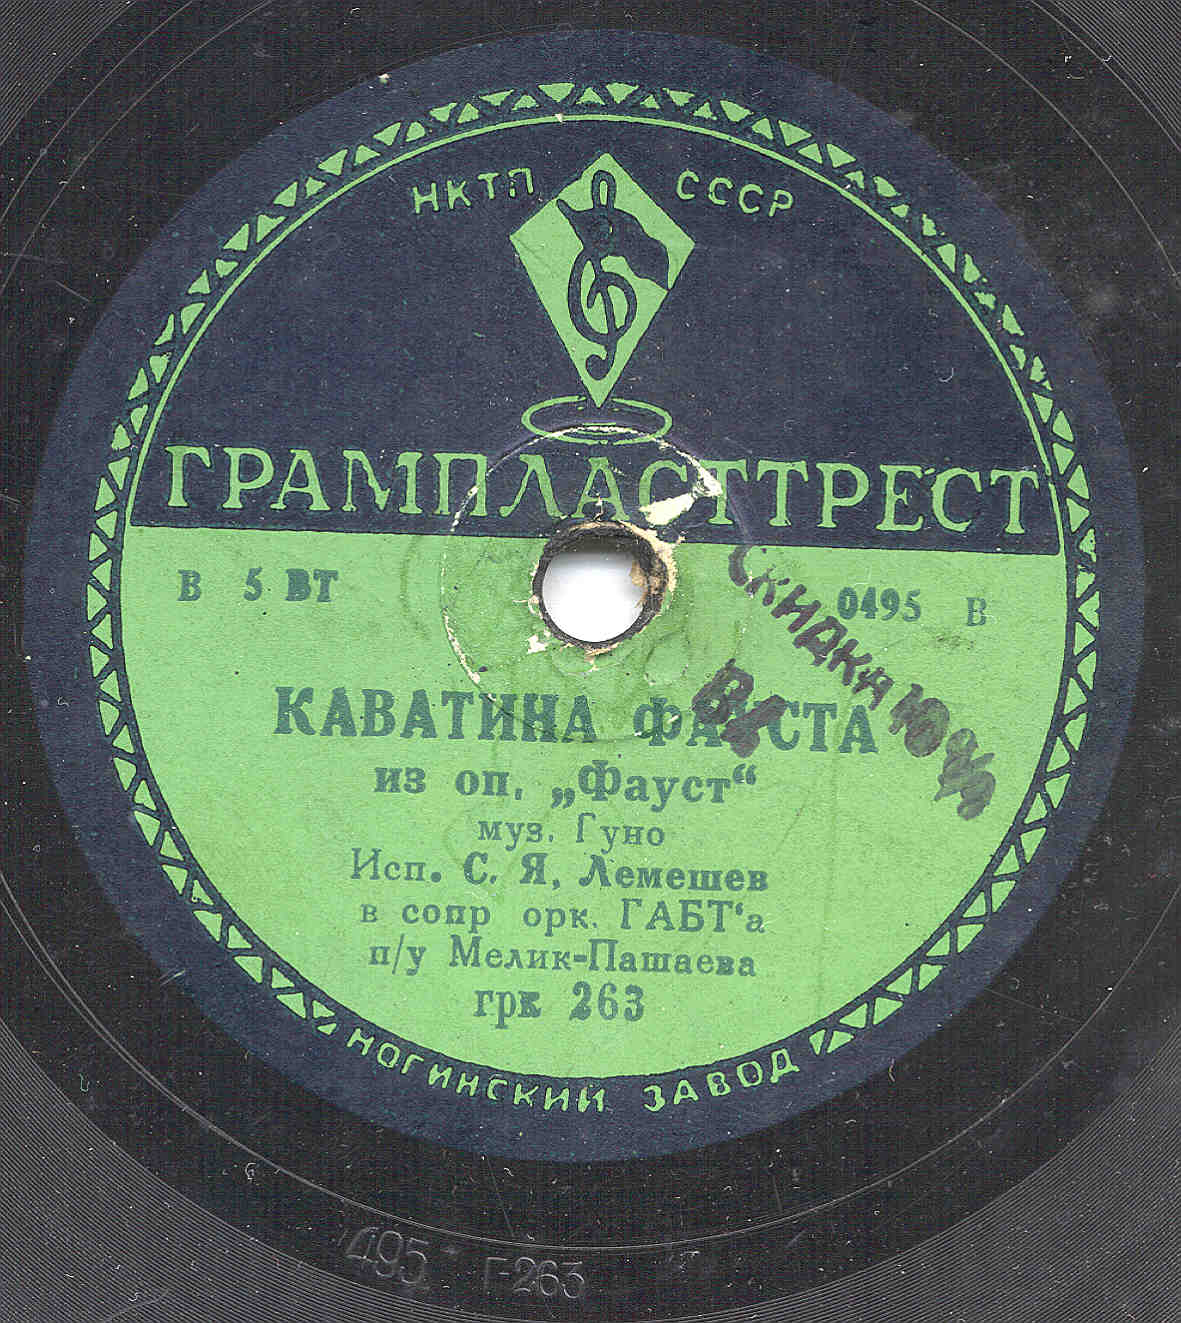 НКТП СССР
ГРАМПЛАСТТРЕСТ
В 5 ВТ 0495 В
СКИДКА 10%
КАВАТИНА ФАУСТА
из оп. „Фауст“
муз. Гуно
Исп. С. Я. Лемешев
в сопр орк. ГАБТ‘а
п/у Мелик-Пашаева
грк 263
НОГИНСКИЙ ЗАВОД
495 Г-263